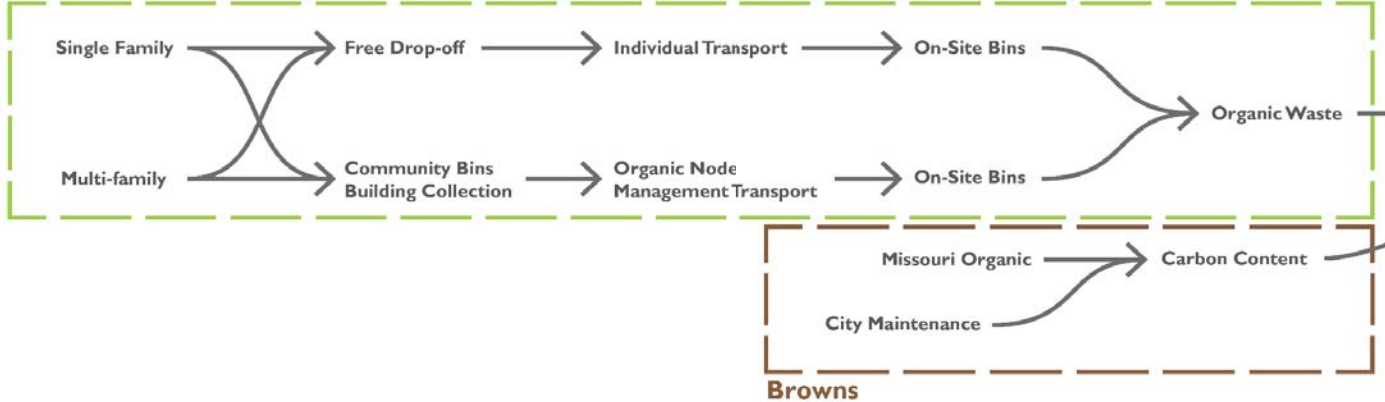 Single Family
Free Drop-off
Individual Transport
On-Site Bins
Organic Waste
Multi-family
Community Bins
Building Collection
Organic Node
Management Transport
On-Site Bins
Missouri Organic
Carbon Content
City Maintenance
Browns